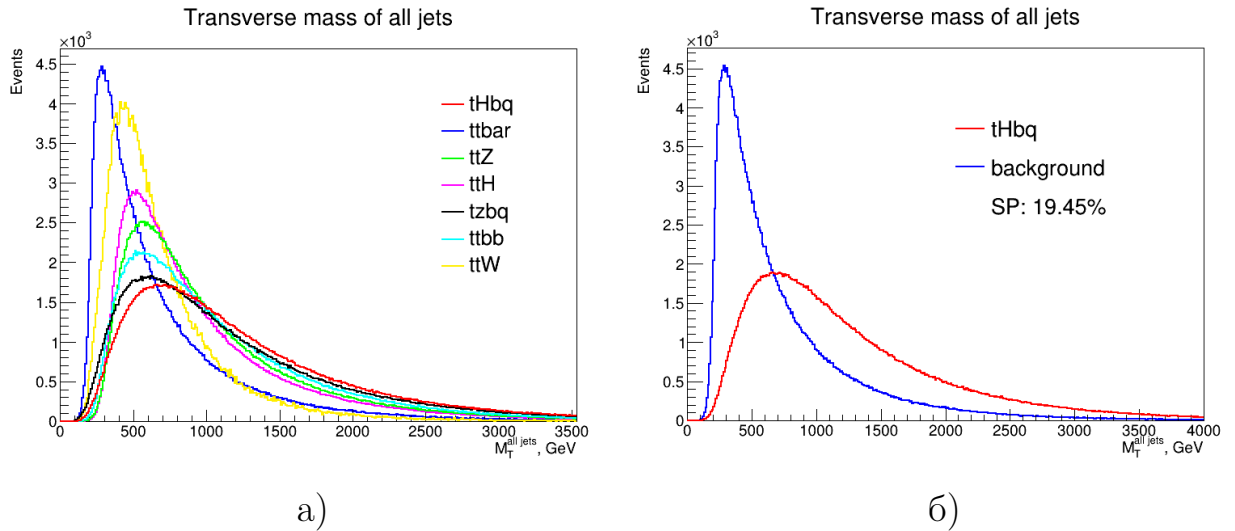 Transverse mass of all jets
×10³
Events
4.5
4
3.5
3
2.5
2
1.5
1
0.5
0
tHbq
ttbar
ttZ
ttH
tzbq
ttbb
ttW
0 500 1000 1500 2000 2500 3000 3500
M_T^{all jets}, GeV
а)
Transverse mass of all jets
×10³
Events
4.5
4
3.5
3
2.5
2
1.5
1
0.5
0
tHbq
background
SP: 19.45%
0 500 1000 1500 2000 2500 3000 3500 4000
M_T^{all jets}, GeV
б)